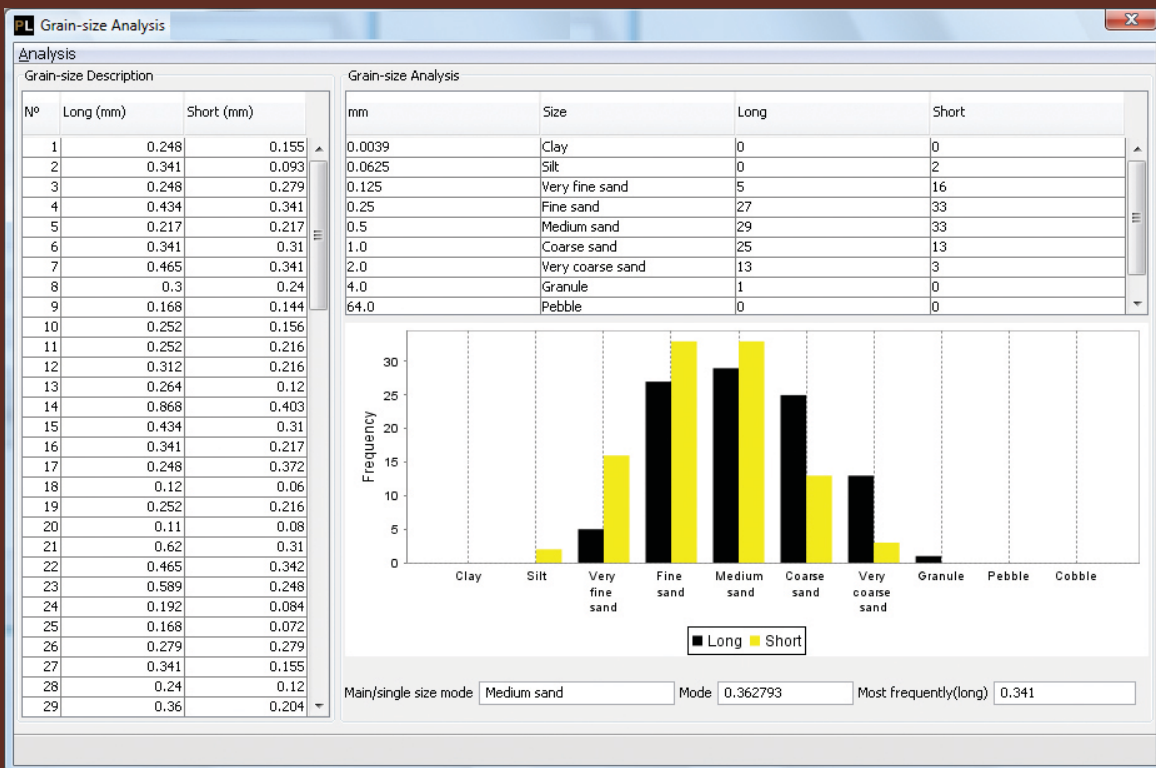 PL Grain-size Analysis
Analysis
Grain-size Description
Nº Long (mm) Short (mm)
1 0.248 0.155
2 0.341 0.093
3 0.248 0.279
4 0.434 0.341
5 0.217 0.217
6 0.341 0.31
7 0.465 0.341
8 0.3 0.24
9 0.168 0.144
10 0.252 0.156
11 0.252 0.216
12 0.312 0.216
13 0.264 0.12
14 0.868 0.403
15 0.434 0.31
16 0.341 0.217
17 0.248 0.372
18 0.12 0.06
19 0.252 0.216
20 0.11 0.08
21 0.62 0.31
22 0.465 0.342
23 0.589 0.248
24 0.192 0.084
25 0.168 0.072
26 0.279 0.279
27 0.341 0.155
28 0.24 0.12
29 0.36 0.204
Grain-size Analysis
mm Size Long Short
0.0039 Clay 0 0
0.0625 Silt 0 2
0.125 Very fine sand 5 16
0.25 Fine sand 27 33
0.5 Medium sand 29 33
1.0 Coarse sand 25 13
2.0 Very coarse sand 13 3
4.0 Granule 1 0
64.0 Pebble 0 0
Frequency
30
25
20
15
10
5
0
Clay Silt Very Fine Medium Coarse Very Granule Pebble Cobble
fine sand sand sand coarse
sand sand
Long Short
Main/single size mode Medium sand Mode 0.362793 Most frequently(long) 0.341